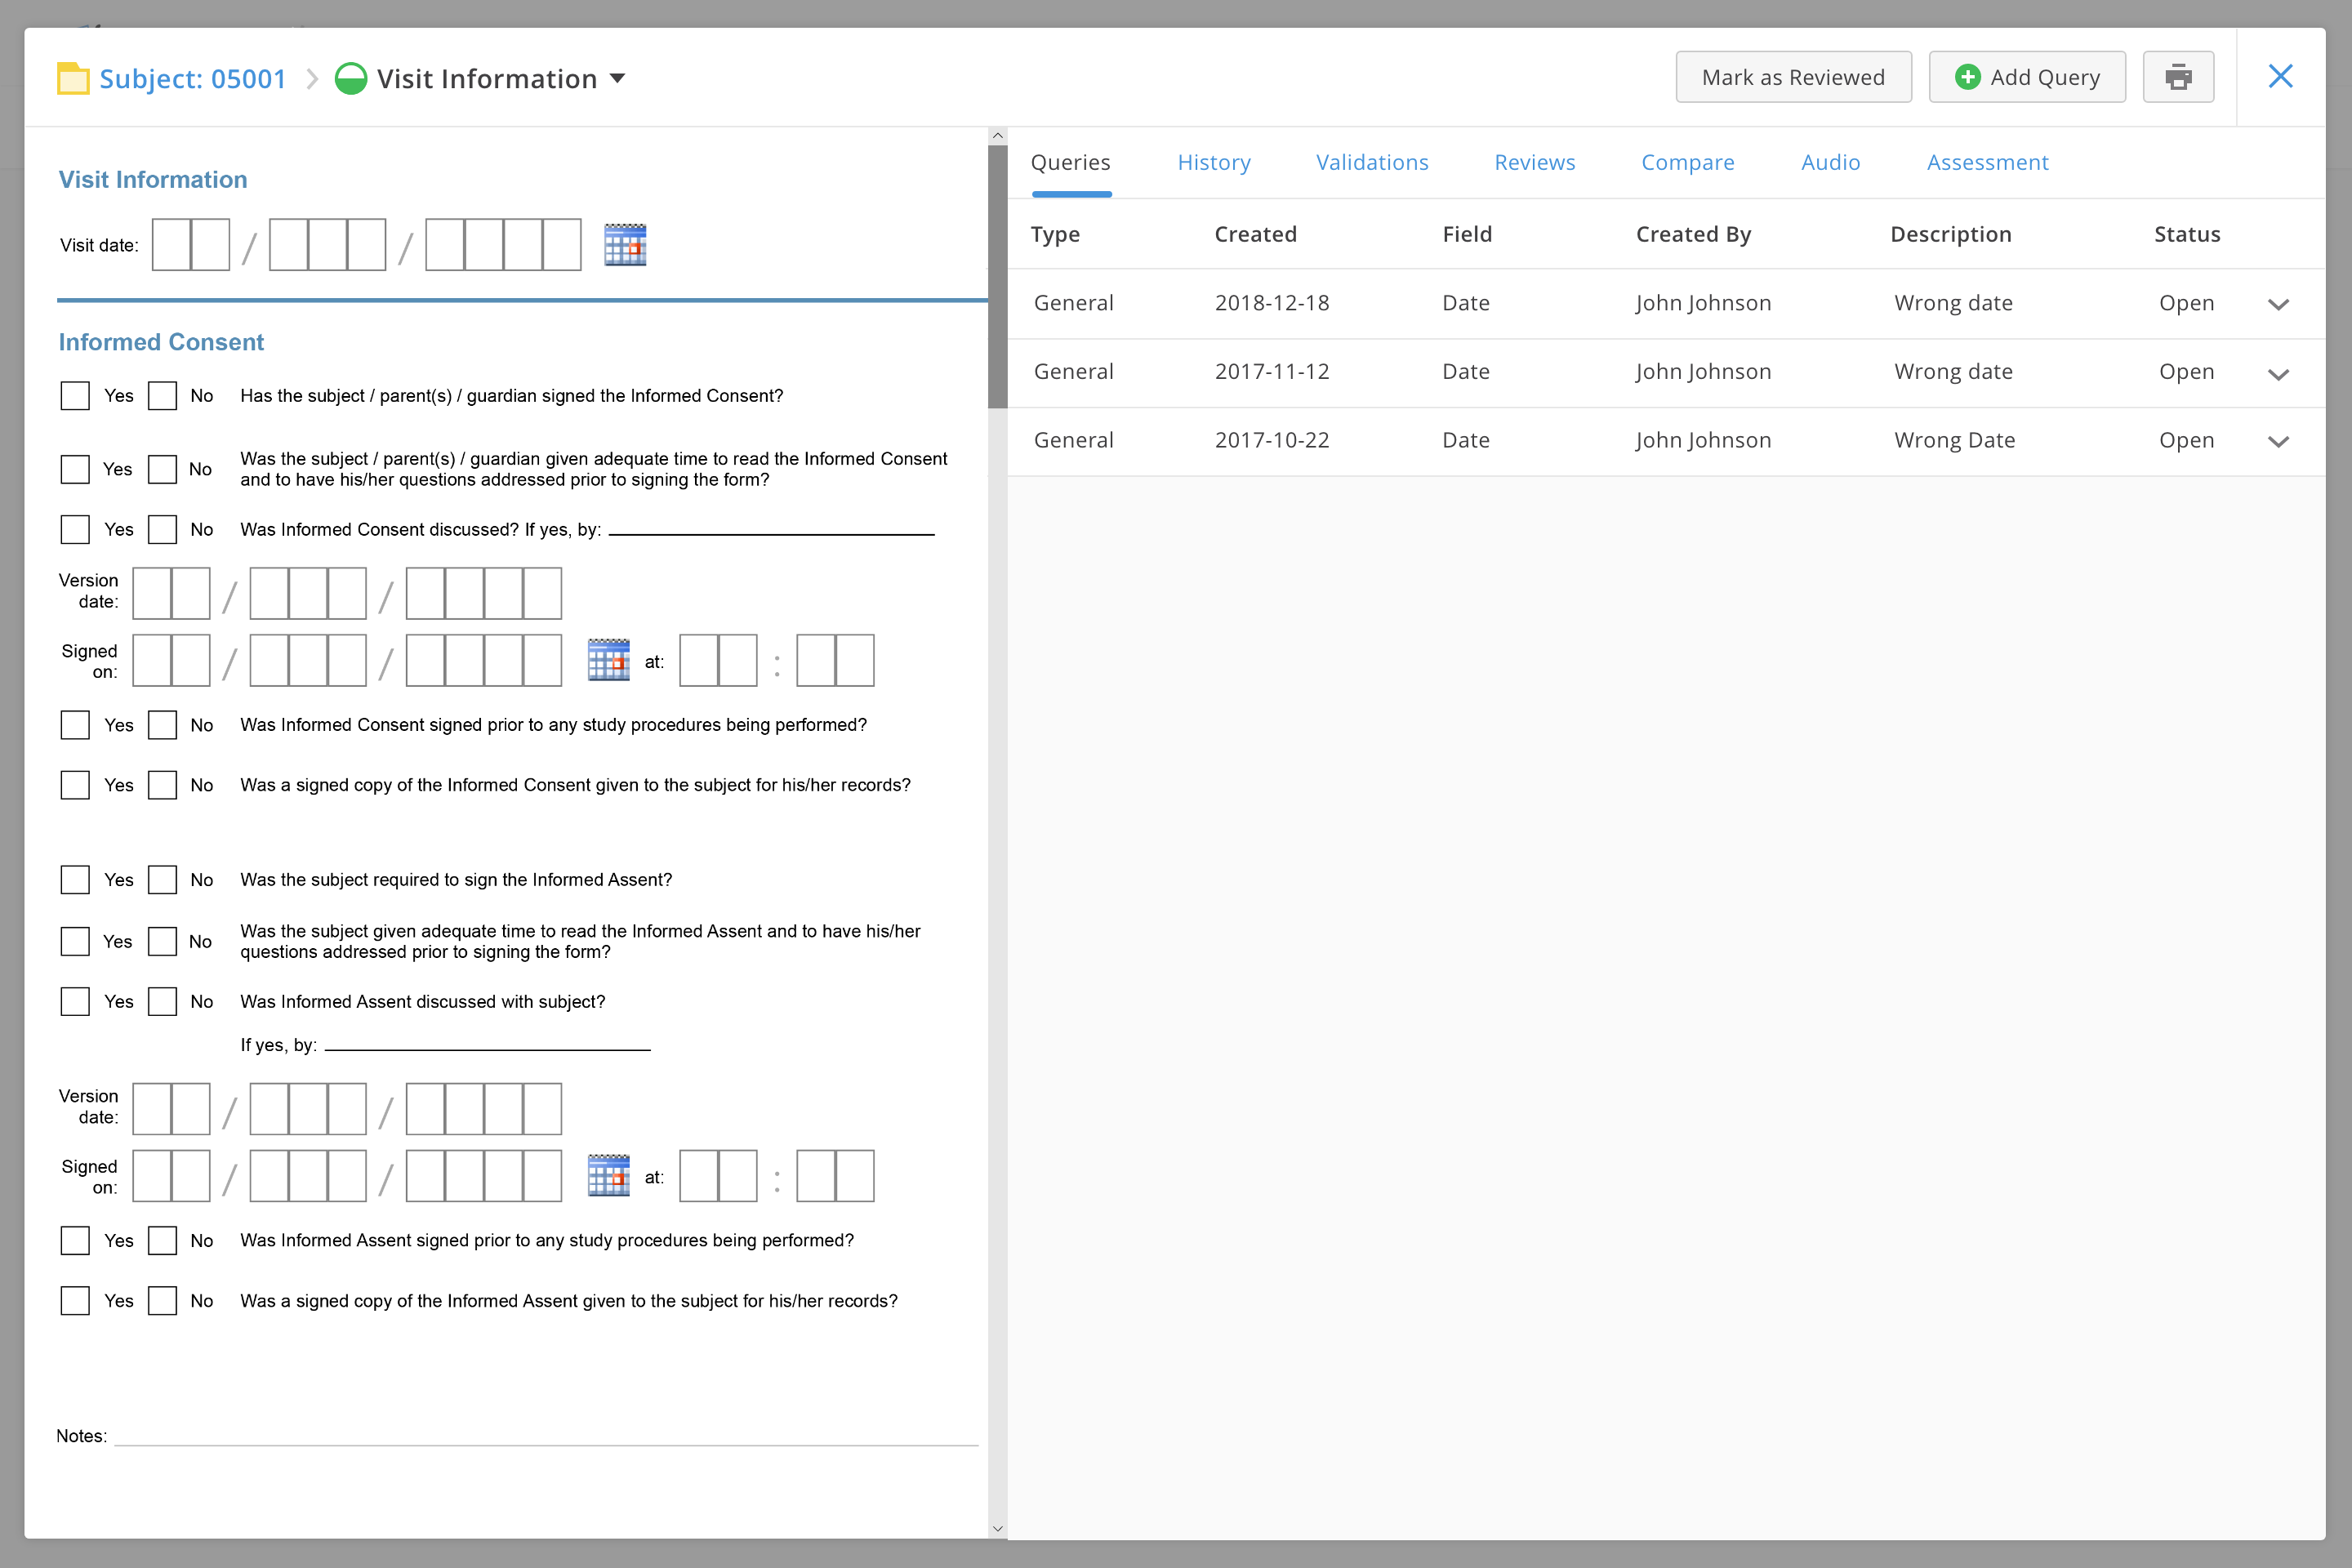 Subject: 05001 Visit Information
Mark as Reviewed
Add Query
Visit Information
Visit date: / /
Informed Consent
Yes No Has the subject / parent(s) / guardian signed the Informed Consent?
Yes No Was the subject / parent(s) / guardian given adequate time to read the Informed Consent
and to have his/her questions addressed prior to signing the form?
Yes No Was Informed Consent discussed? If yes, by:
Version
date: / /
Signed
on: / / at: :
Yes No Was Informed Consent signed prior to any study procedures being performed?
Yes No Was a signed copy of the Informed Consent given to the subject for his/her records?
Yes No Was the subject required to sign the Informed Assent?
Yes No Was the subject given adequate time to read the Informed Assent and to have his/her
questions addressed prior to signing the form?
Yes No Was Informed Assent discussed with subject?
If yes, by:
Version
date: / /
Signed
on: / / at: :
Yes No Was Informed Assent signed prior to any study procedures being performed?
Yes No Was a signed copy of the Informed Assent given to the subject for his/her records?
Notes:
Queries History Validations Reviews Compare Audio Assessment
Type Created Field Created By Description Status
General 2018-12-18 Date John Johnson Wrong date Open
General 2017-11-12 Date John Johnson Wrong date Open
General 2017-10-22 Date John Johnson Wrong Date Open